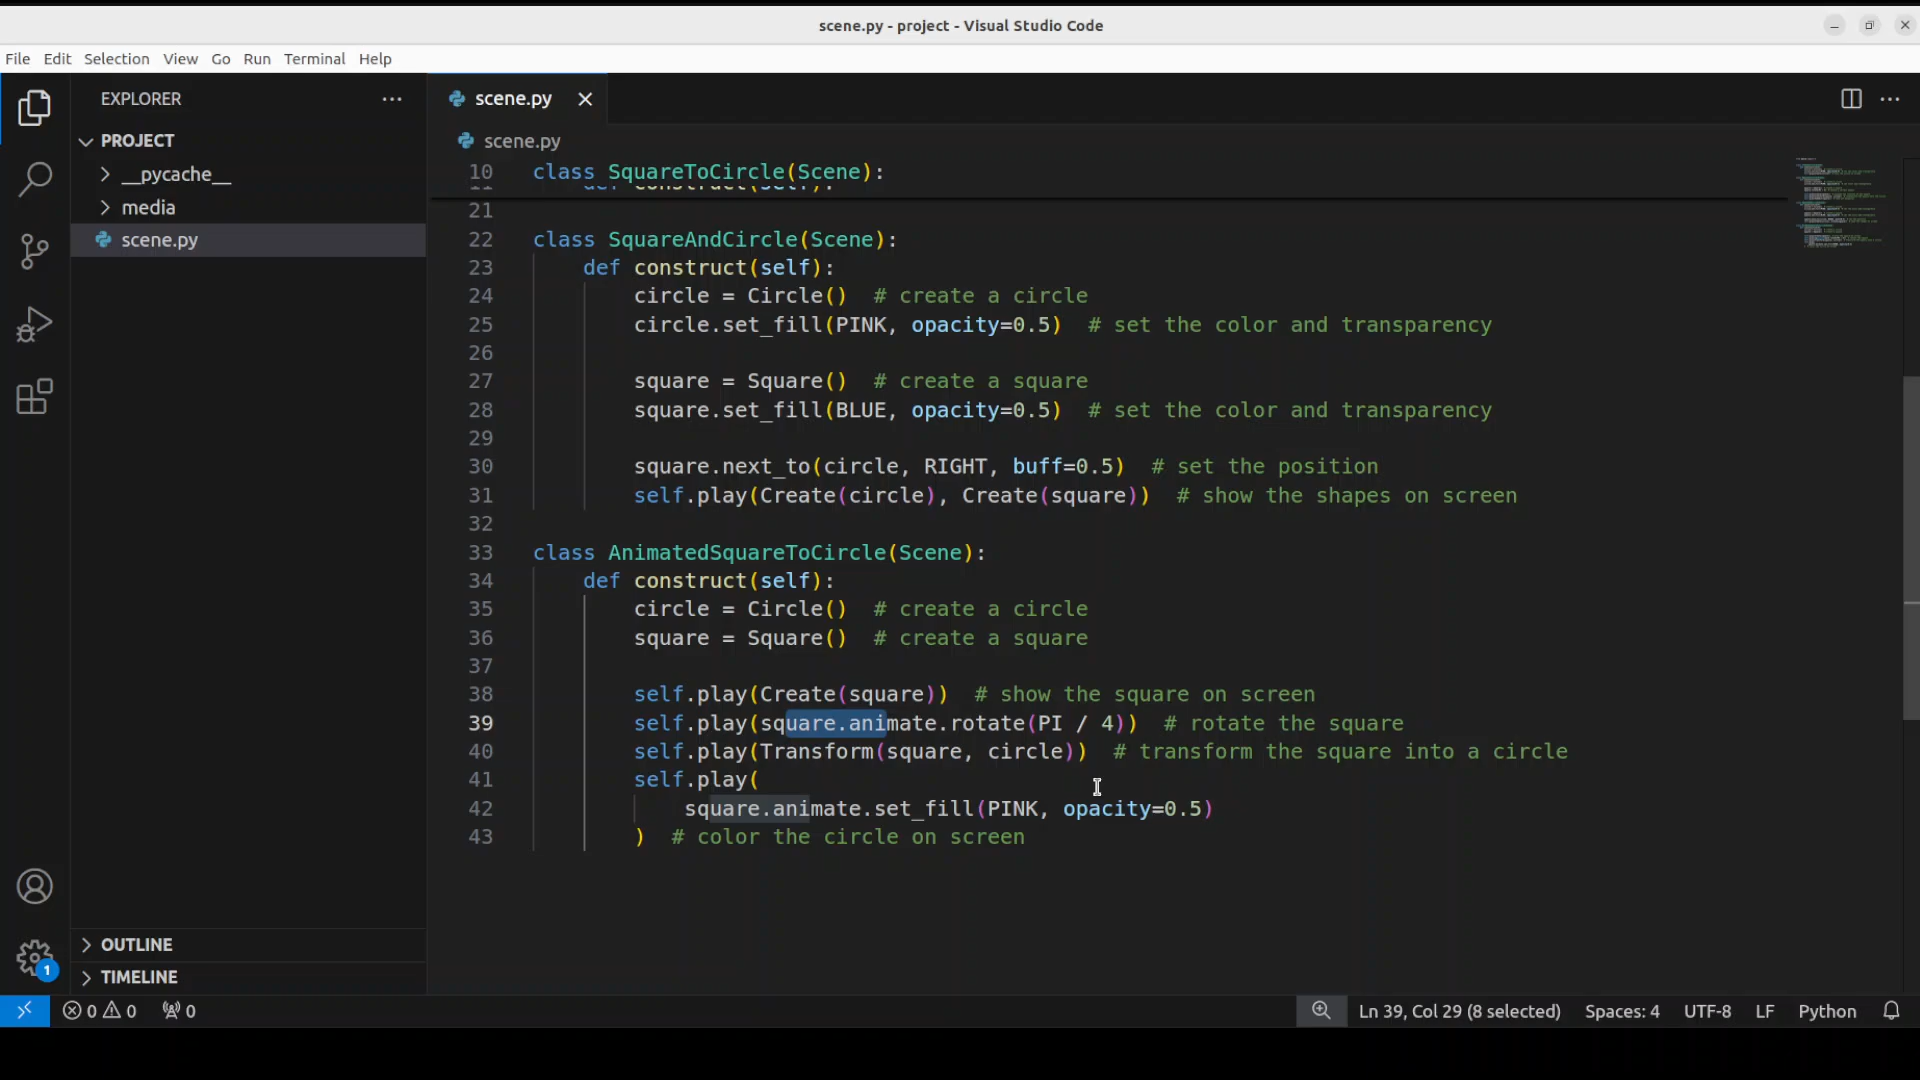 scene.py - project - Visual Studio Code
File Edit Selection View Go Run Terminal Help
EXPLORER
PROJECT
__pycache__
media
scene.py
OUTLINE
TIMELINE
scene.py
scene.py
10 class SquareToCircle(Scene):
11 def construct(self):
21
22 class SquareAndCircle(Scene):
23 def construct(self):
24 circle = Circle()  # create a circle
25 circle.set_fill(PINK, opacity=0.5)  # set the color and transparency
26
27 square = Square()  # create a square
28 square.set_fill(BLUE, opacity=0.5)  # set the color and transparency
29
30 square.next_to(circle, RIGHT, buff=0.5)  # set the position
31 self.play(Create(circle), Create(square))  # show the shapes on screen
32
33 class AnimatedSquareToCircle(Scene):
34 def construct(self):
35 circle = Circle()  # create a circle
36 square = Square()  # create a square
37
38 self.play(Create(square))  # show the square on screen
39 self.play(square.animate.rotate(PI / 4))  # rotate the square
40 self.play(Transform(square, circle))  # transform the square into a circle
41 self.play(
42 square.animate.set_fill(PINK, opacity=0.5)
43 )  # color the circle on screen
1
0 0 0 Ln 39, Col 29 (8 selected) Spaces: 4 UTF-8 LF Python